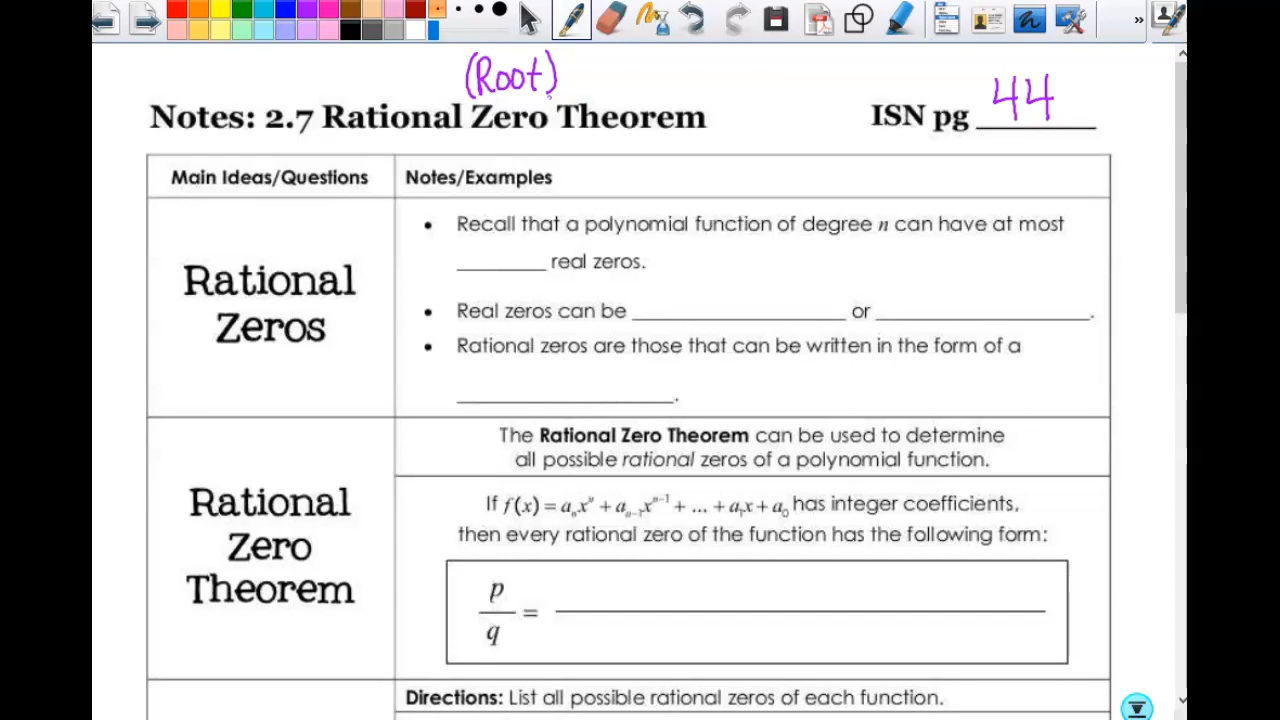 »
(Root)
Notes: 2.7 Rational Zero Theorem ISN pg 44
Main Ideas/Questions Notes/Examples
Rational
Zeros
• Recall that a polynomial function of degree n can have at most
_________ real zeros.
• Real zeros can be _____________________ or _____________________.
• Rational zeros are those that can be written in the form of a
_____________________.
Rational
Zero
Theorem
The Rational Zero Theorem can be used to determine
all possible rational zeros of a polynomial function.
If f(x) = aₙxⁿ + aₙ₋₁xⁿ⁻¹ + ... + a₁x + a₀ has integer coefficients,
then every rational zero of the function has the following form:
p
— = ______________________________
q
Directions: List all possible rational zeros of each function.